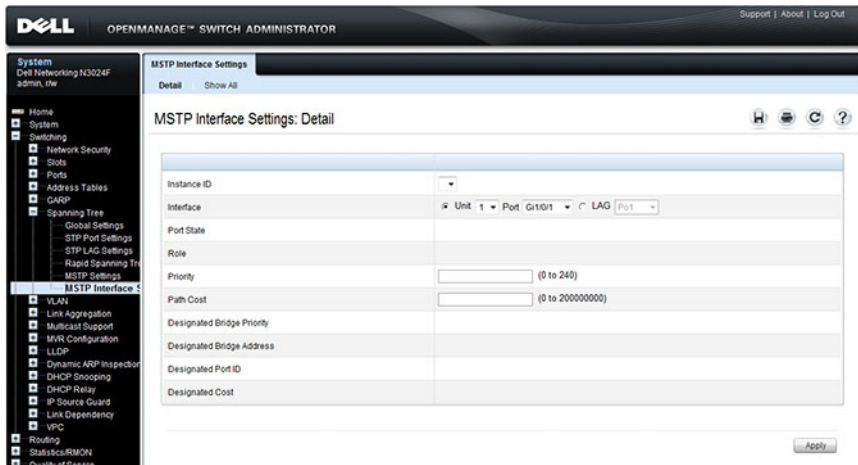 Support | About | Log Out
DELL OPENMANAGE™ SWITCH ADMINISTRATOR
System
Dell Networking N3024F
admin, r/w
Home
System
Switching
Network Security
Slots
Ports
Address Tables
GARP
Spanning Tree
Global Settings
STP Port Settings
STP LAG Settings
Rapid Spanning Tre
MSTP Settings
MSTP Interface S
VLAN
Link Aggregation
Multicast Support
MVR Configuration
LLDP
Dynamic ARP Inspection
DHCP Snooping
DHCP Relay
IP Source Guard
Link Dependency
VPC
Routing
Statistics/RMON
Quality of Service
MSTP Interface Settings
Detail Show All
MSTP Interface Settings: Detail
Instance ID
Interface Unit 1 Port Gi1/0/1 LAG Po1
Port State
Role
Priority (0 to 240)
Path Cost (0 to 200000000)
Designated Bridge Priority
Designated Bridge Address
Designated Port ID
Designated Cost
Apply